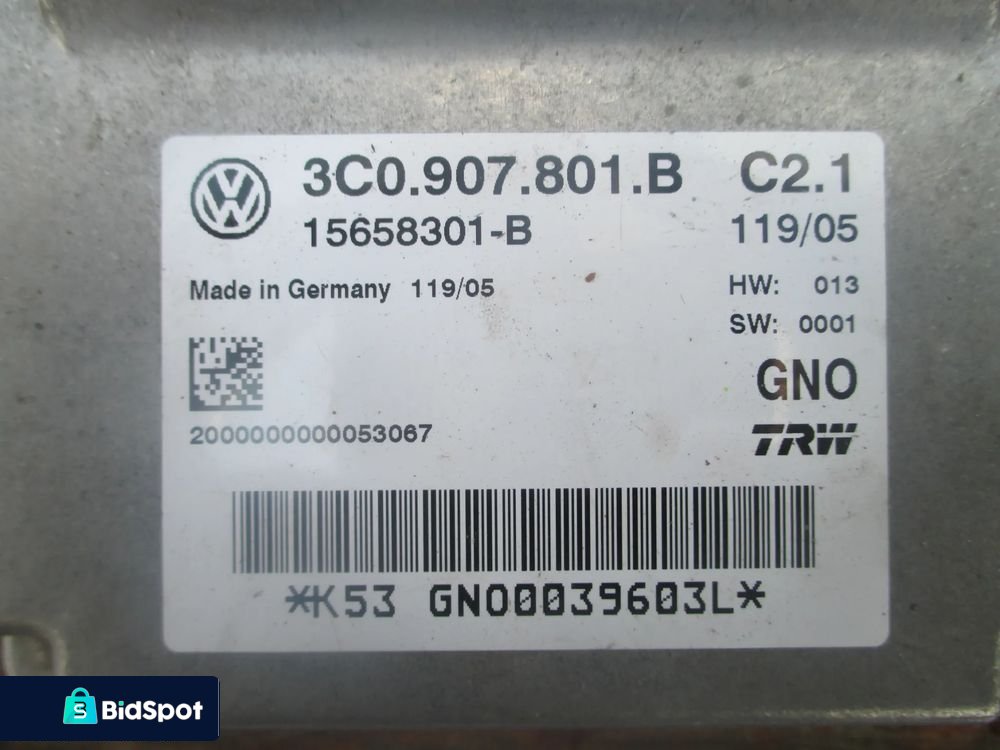 3C0.907.801.B C2.1
15658301-B 119/05
Made in Germany 119/05
HW: 013
SW: 0001
GNO
TRW
2000000000053067
*K53 GNO00039603L*
BidSpot